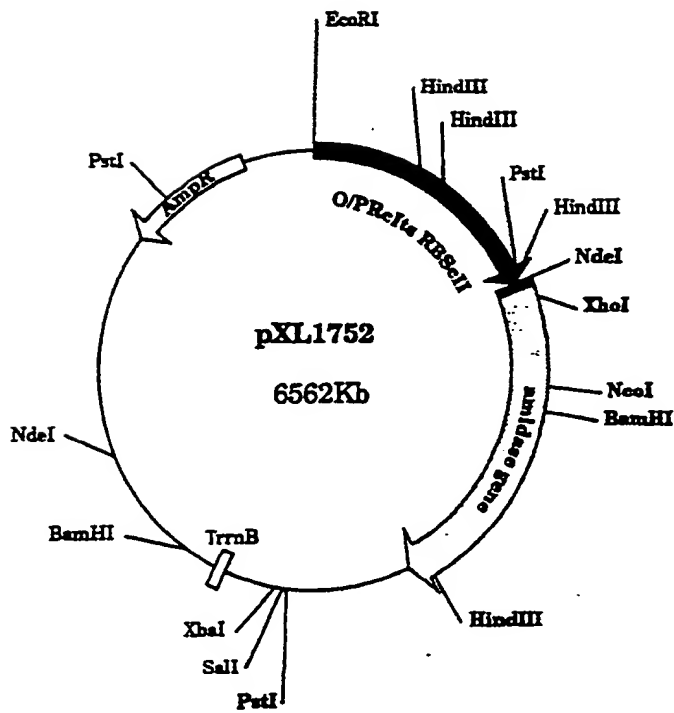 EcoRI
HindIII
HindIII
PstI
HindIII
NdeI
XhoI
NcoI
BamHI
HindIII
PstI
SalI
XbaI
TrrnB
BamHI
NdeI
PstI
AmpR
O/PRcIts RBScII
amidase gene
pXL1752
6562Kb